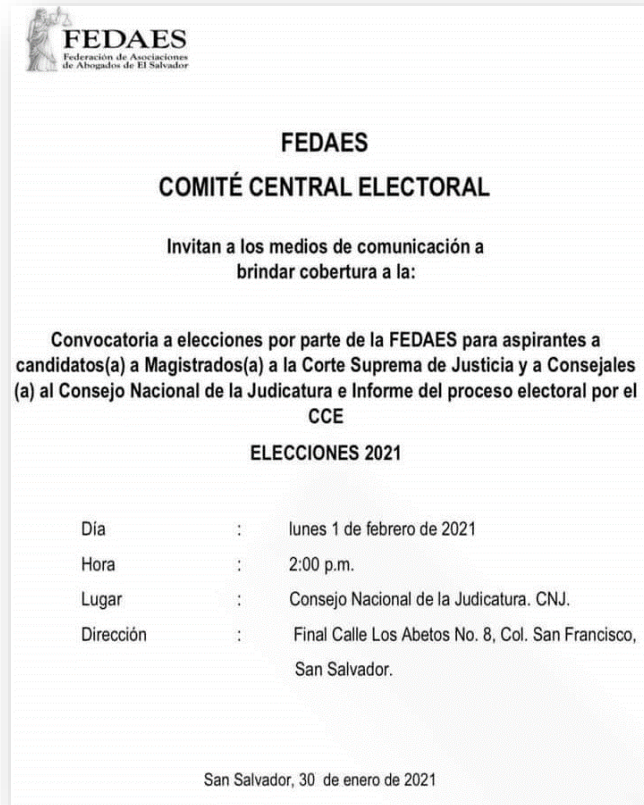 FEDAES
Federación de Asociaciones
de Abogados de El Salvador
FEDAES
COMITÉ CENTRAL ELECTORAL
Invitan a los medios de comunicación a
brindar cobertura a la:
Convocatoria a elecciones por parte de la FEDAES para aspirantes a
candidatos(a) a Magistrados(a) a la Corte Suprema de Justicia y a Consejales
(a) al Consejo Nacional de la Judicatura e Informe del proceso electoral por el
CCE
ELECCIONES 2021
Día : lunes 1 de febrero de 2021
Hora : 2:00 p.m.
Lugar : Consejo Nacional de la Judicatura. CNJ.
Dirección : Final Calle Los Abetos No. 8, Col. San Francisco,
San Salvador.
San Salvador, 30 de enero de 2021